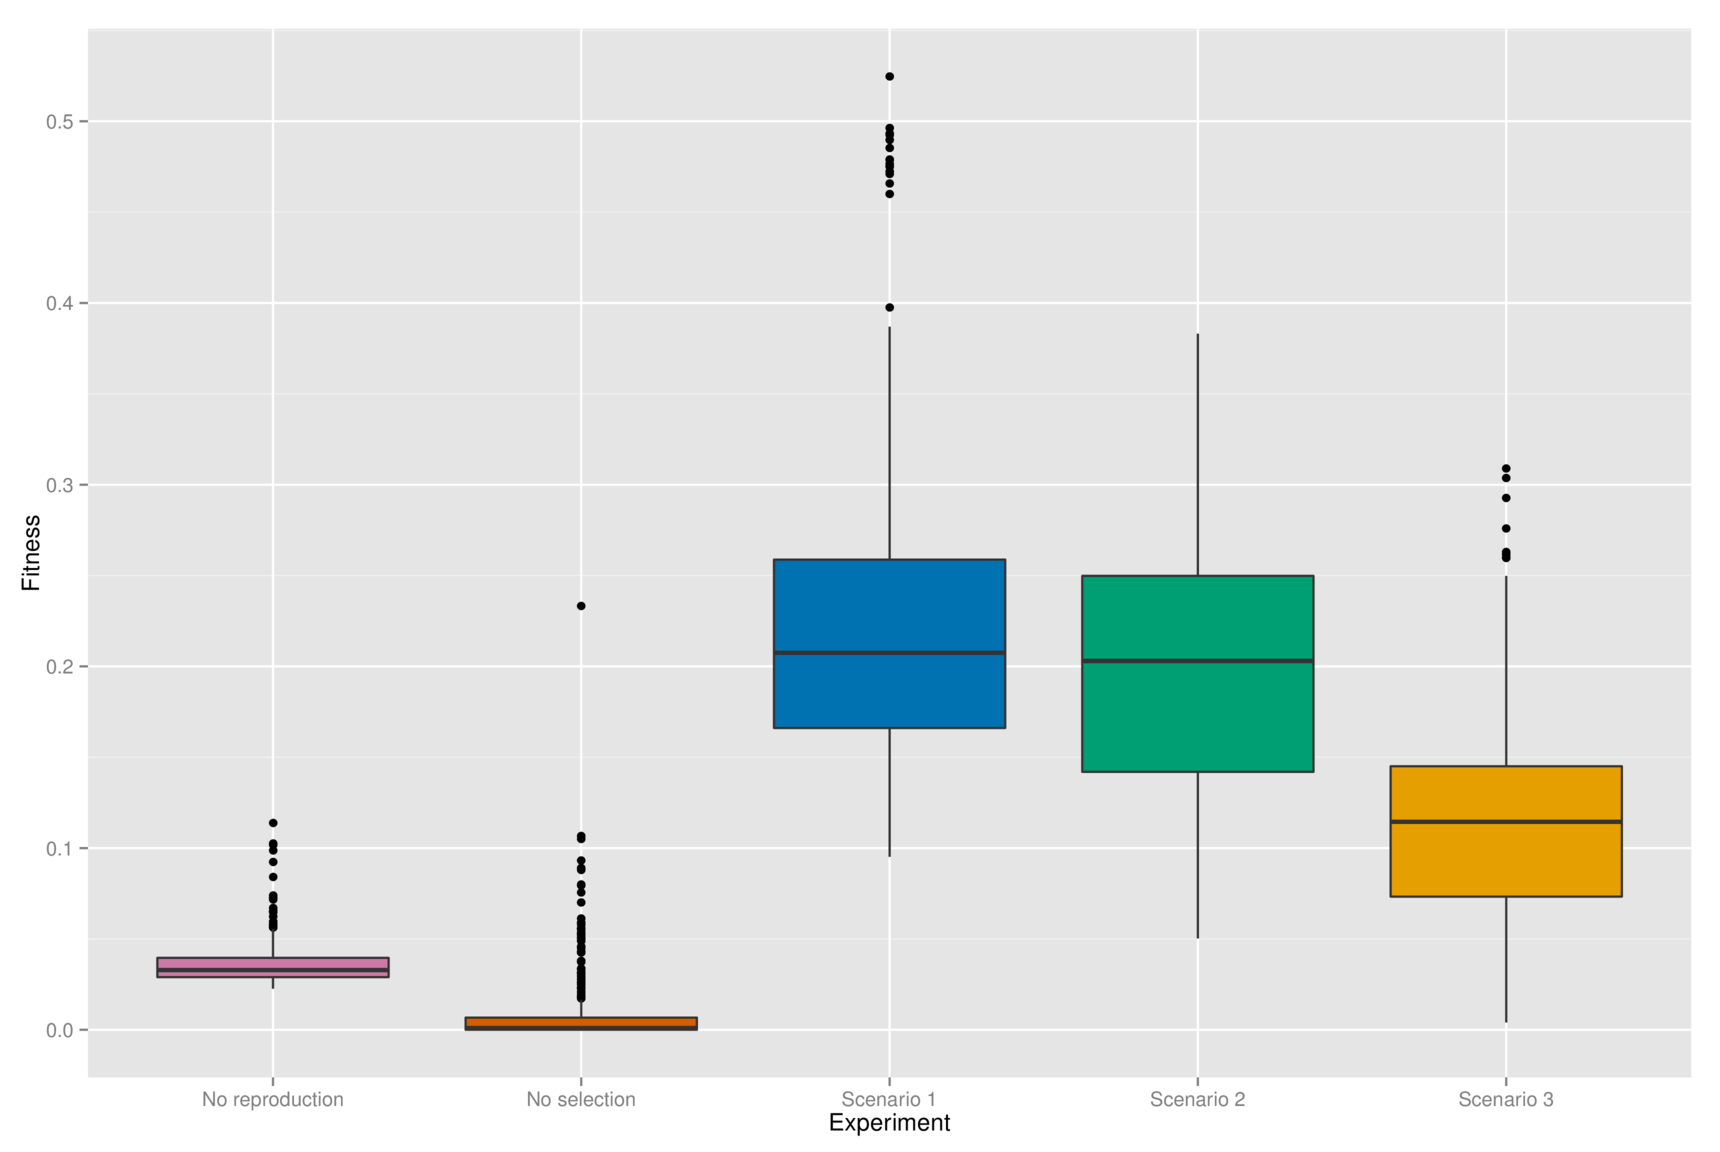 0.5
0.4
0.3
0.2
0.1
0.0
Fitness
No reproduction
No selection
Scenario 1
Scenario 2
Scenario 3
Experiment